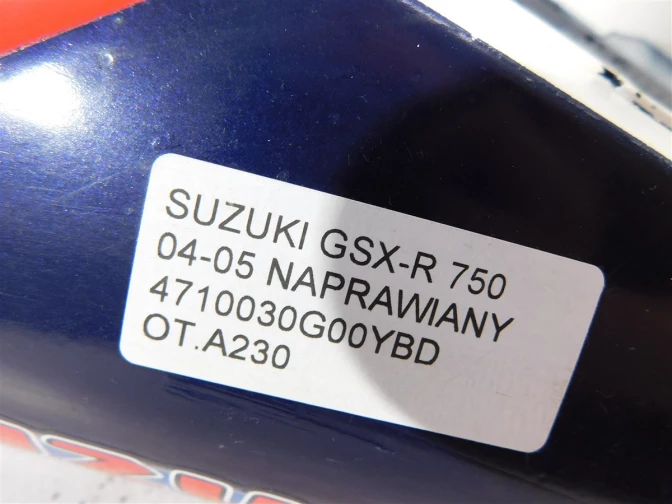 SUZUKI GSX-R 750
04-05 NAPRAWIANY
4710030G00YBD
OT.A230